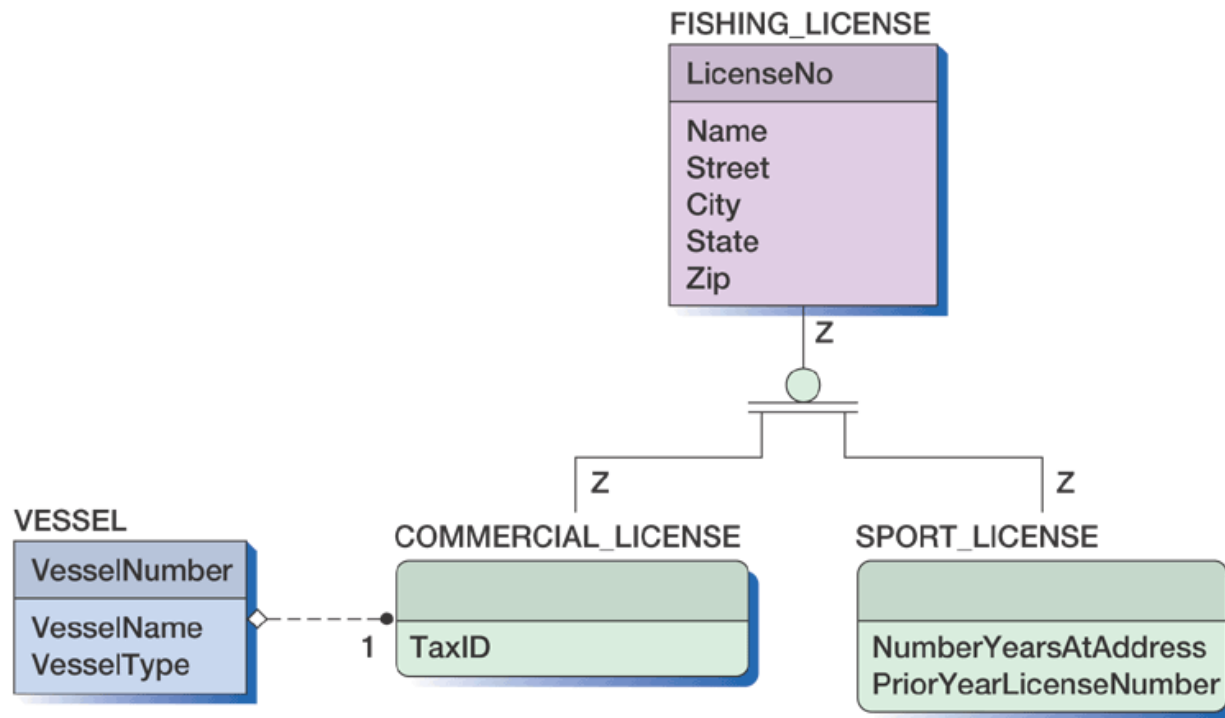 FISHING_LICENSE
LicenseNo
Name
Street
City
State
Zip
Z
Z
Z
VESSEL
VesselNumber
VesselName
VesselType
1
COMMERCIAL_LICENSE
TaxID
SPORT_LICENSE
NumberYearsAtAddress
PriorYearLicenseNumber